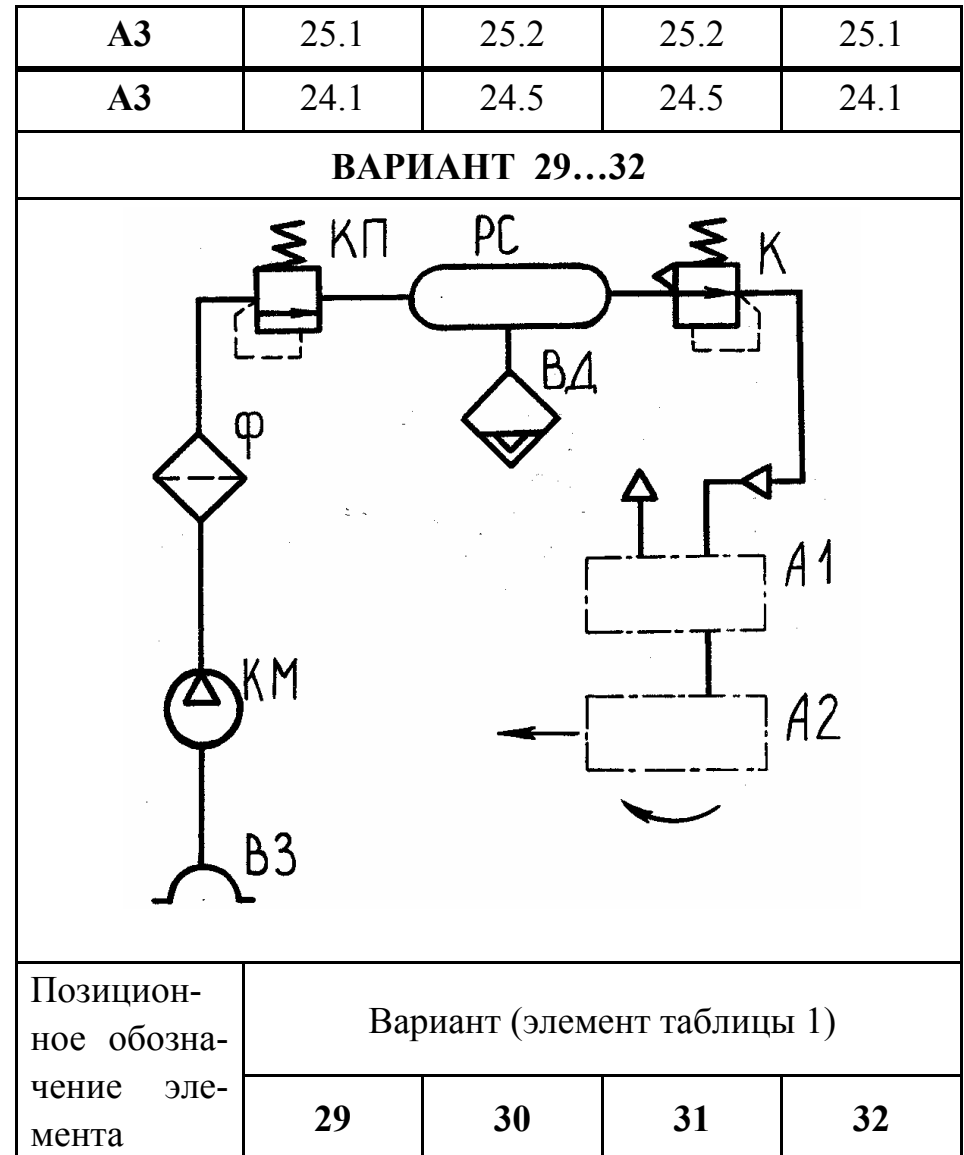 А3 25.1 25.2 25.2 25.1
А3 24.1 24.5 24.5 24.1
ВАРИАНТ 29...32
КП РС К
ВД
Ф
А1
КМ
А2
ВЗ
Позицион-
ное обозна-
чение эле-
мента
Вариант (элемент таблицы 1)
29 30 31 32